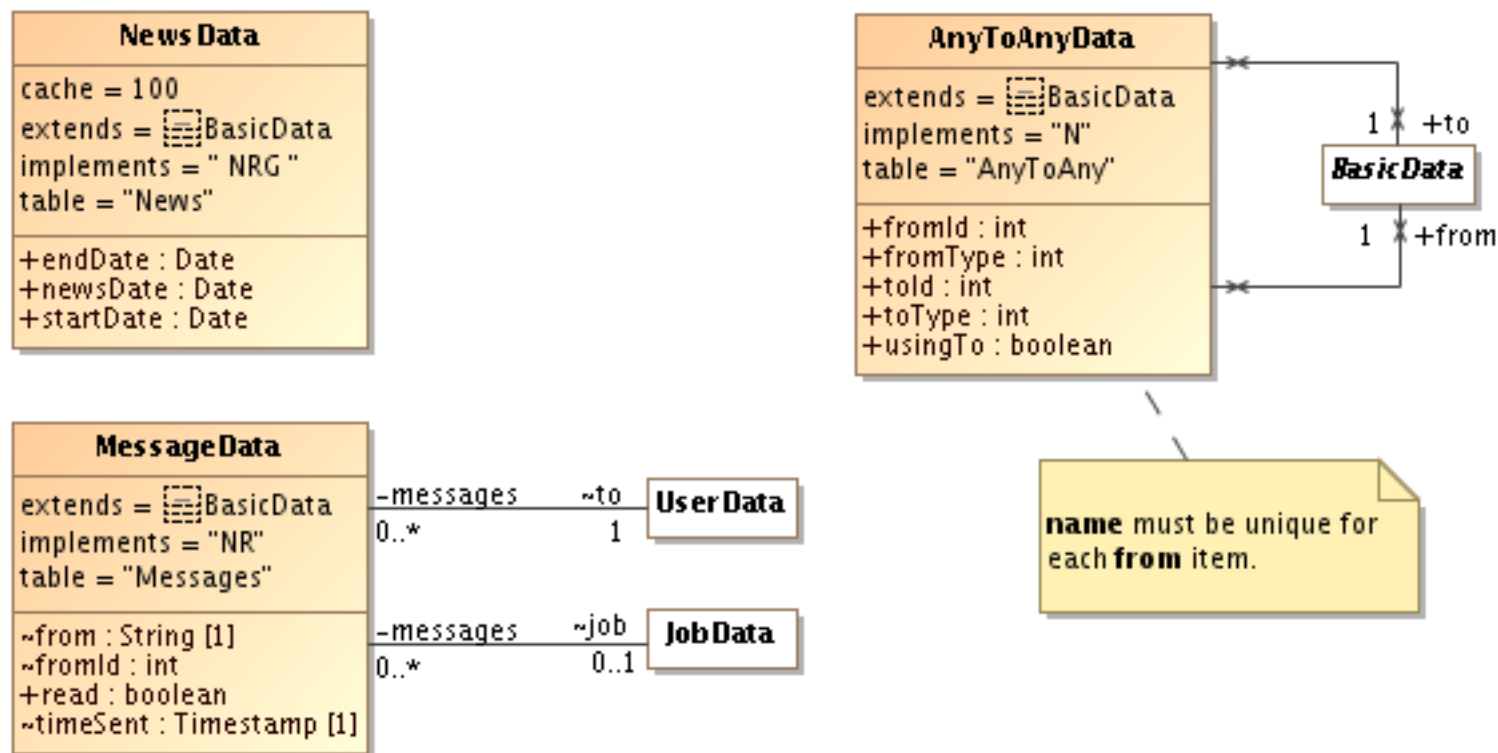 NewsData
cache = 100
extends = BasicData
implements = " NRG "
table = "News"
+endDate : Date
+newsDate : Date
+startDate : Date
AnyToAnyData
extends = BasicData
implements = "N"
table = "AnyToAny"
+fromId : int
+fromType : int
+toId : int
+toType : int
+usingTo : boolean
1 +to
BasicData
1 +from
MessageData
extends = BasicData
implements = "NR"
table = "Messages"
~from : String [1]
~fromId : int
+read : boolean
~timeSent : Timestamp [1]
-messages ~to
0..* 1
UserData
-messages ~job
0..* 0..1
JobData
name must be unique for
each from item.